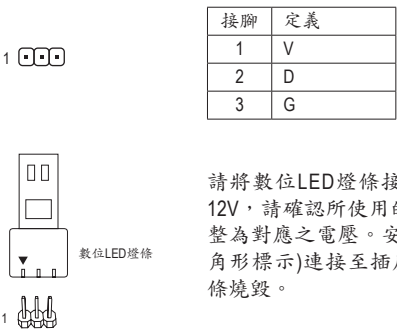 接腳 定義
1 V
2 D
3 G
1
數位LED燈條
1
請將數位LED燈條接
12V，請確認所使用的
整為對應之電壓。安
角形標示)連接至插
條燒毀。